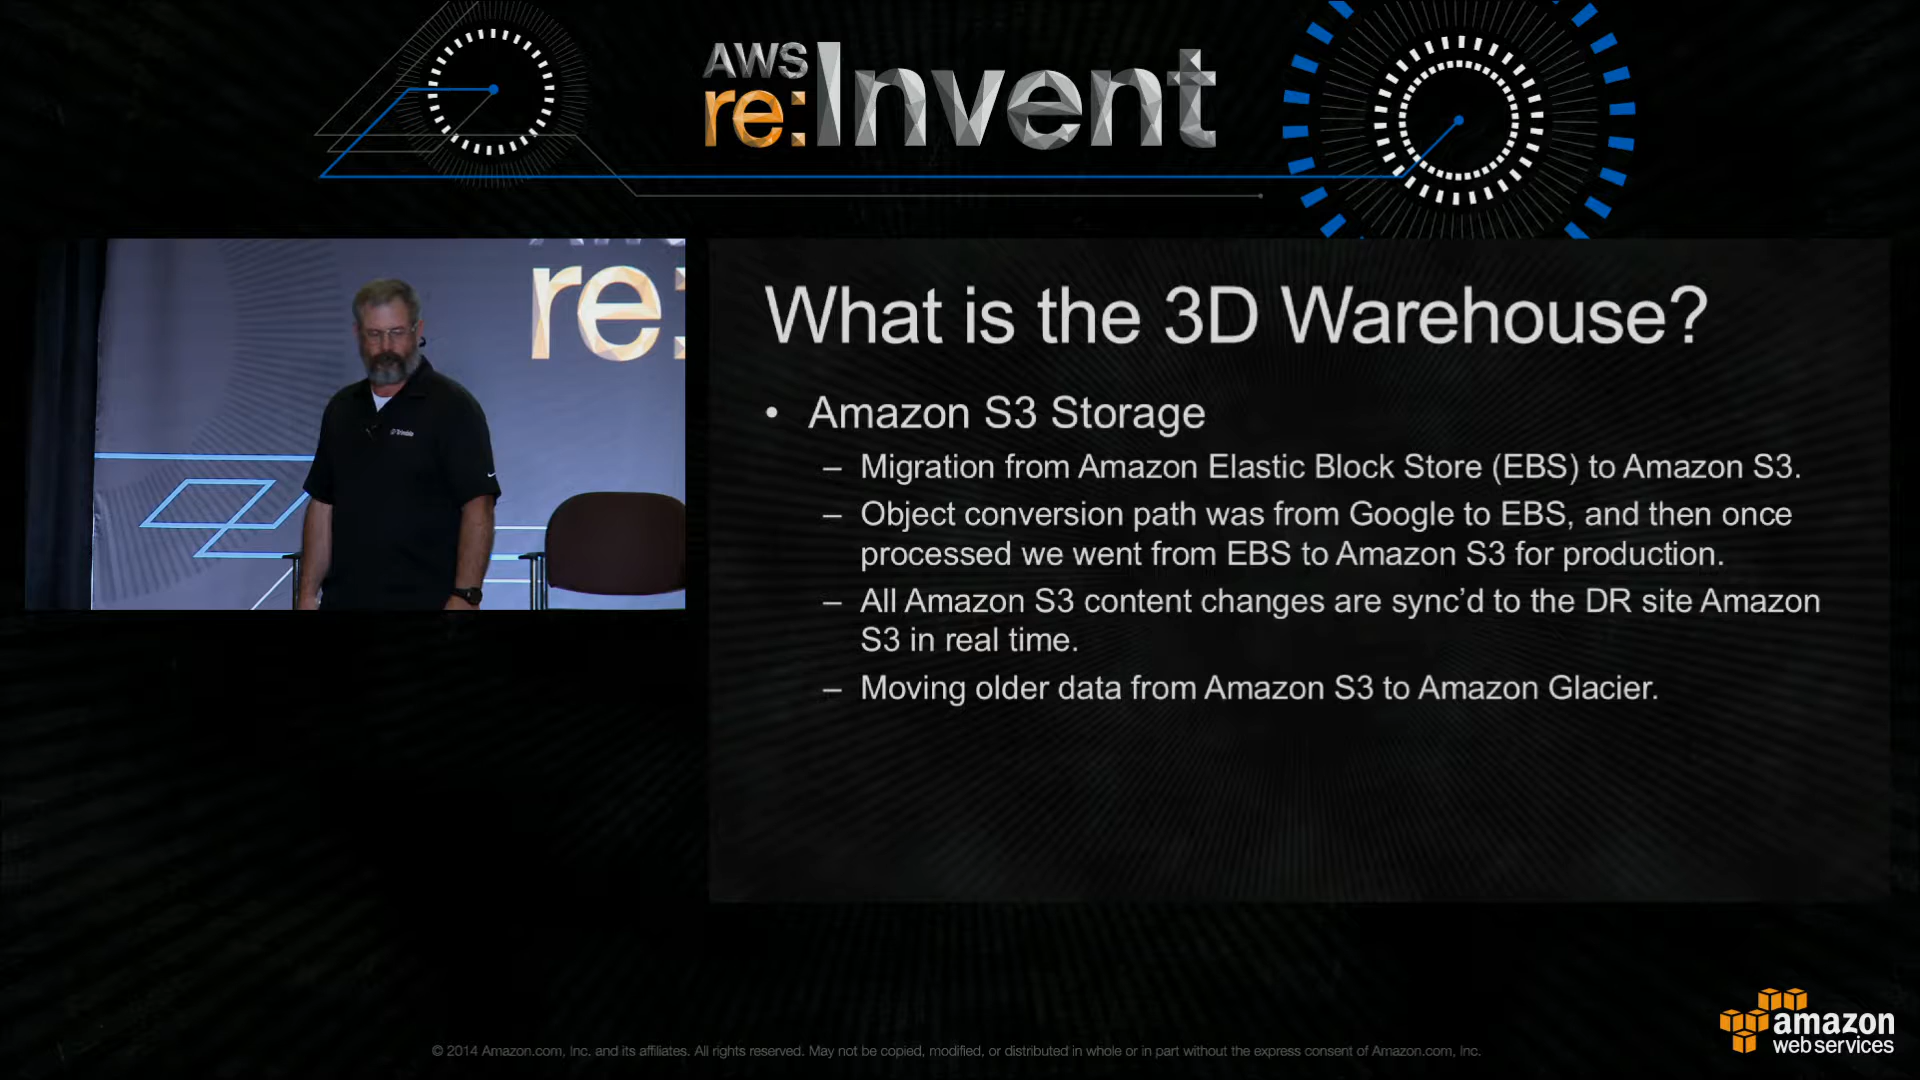 AWS
re:Invent
re:
Trimble
What is the 3D Warehouse?
• Amazon S3 Storage
– Migration from Amazon Elastic Block Store (EBS) to Amazon S3.
– Object conversion path was from Google to EBS, and then once
processed we went from EBS to Amazon S3 for production.
– All Amazon S3 content changes are sync’d to the DR site Amazon
S3 in real time.
– Moving older data from Amazon S3 to Amazon Glacier.
amazon
web services
© 2014 Amazon.com, Inc. and its affiliates. All rights reserved. May not be copied, modified, or distributed in whole or in part without the express consent of Amazon.com, Inc.